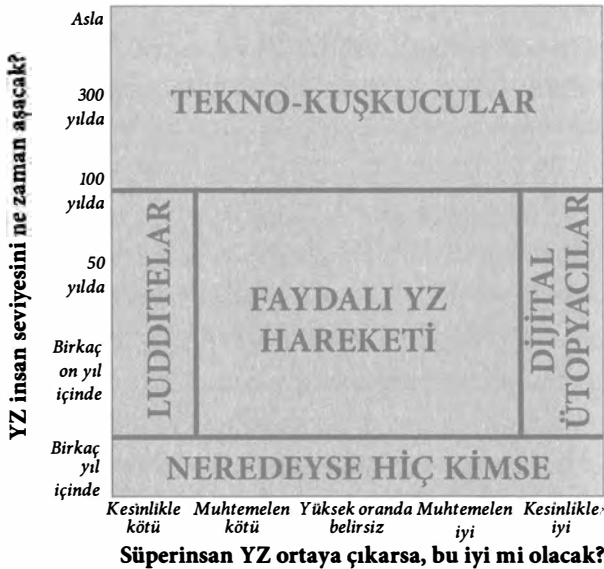 YZ insan seviyesini ne zaman aşacak?
Asla
300
yılda
100
yılda
50
yılda
Birkaç
on yıl
içinde
Birkaç
yıl
içinde
TEKNO-KUŞKUCULAR
LUDDITELAR
FAYDALI YZ
HAREKETİ
DİJİTAL
ÜTOPYACILAR
NEREDEYSE HİÇ KİMSE
Kesinlikle
kötü
Muhtemelen
kötü
Yüksek oranda
belirsiz
Muhtemelen
iyi
Kesinlikle
iyi
Süperinsan YZ ortaya çıkarsa, bu iyi mi olacak?